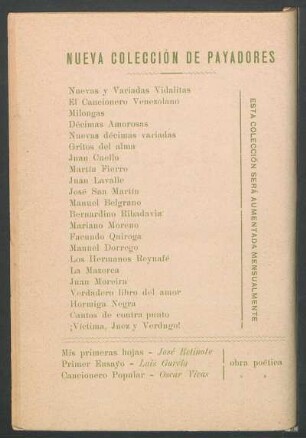 NUEVA COLECCIÓN DE PAYADORES
Nuevas y Variadas Vidalitas
El Cancionero Venezolano
Milongas
Décimas Amorosas
Nuevas décimas variadas
Gritos del alma
Juan Cuello
Martín Fierro
Juan Lavalle
José San Martín
Manuel Belgrano
Bernardino Ribadavia
Mariano Moreno
Facundo Quiroga
Manuel Dorrego
Los Hermanos Reynafé
La Mazorca
Juan Moreira
Verdadero libro del amor
Hormiga Negra
Cantos de contra punto
¡Víctima, Juez y Verdugo!
ESTA COLECCIÓN SERÁ AUMENTADA MENSUALMENTE
Mis primeras hojas - José Betinote
Primer Ensayo - Luis García obra poética
Cancionero Popular - Oscar Vivas » »